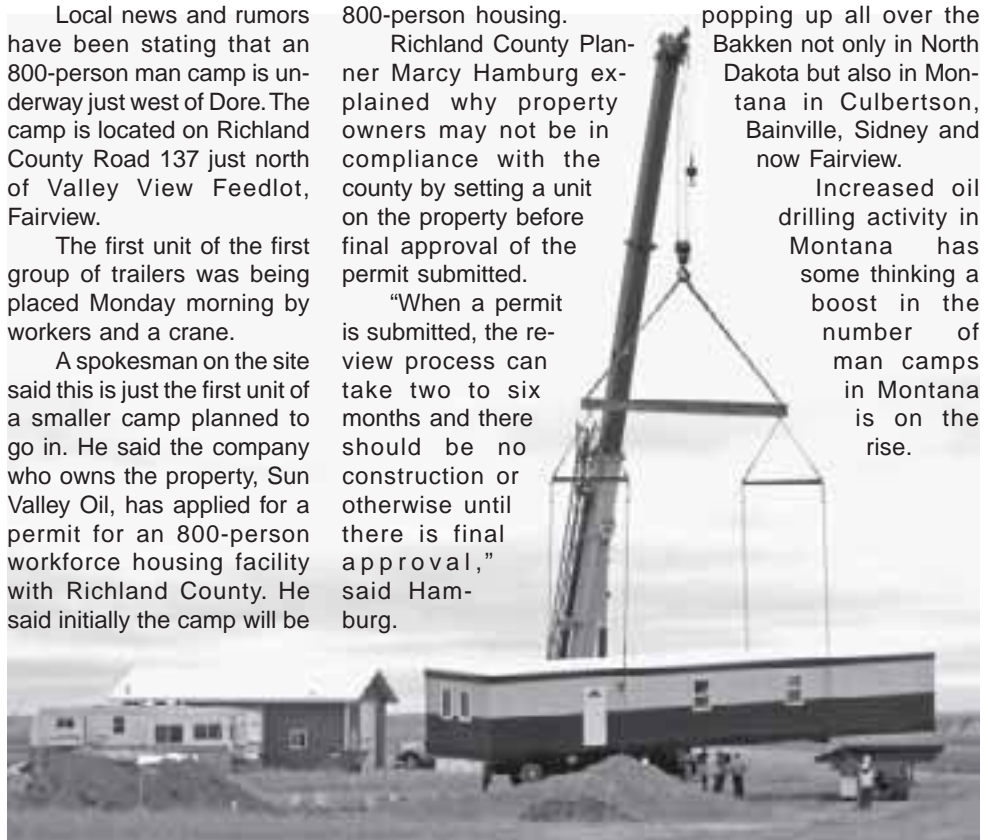 Local news and rumors
have been stating that an
800-person man camp is un-
derway just west of Dore. The
camp is located on Richland
County Road 137 just north
of Valley View Feedlot,
Fairview.
The first unit of the first
group of trailers was being
placed Monday morning by
workers and a crane.
A spokesman on the site
said this is just the first unit of
a smaller camp planned to
go in. He said the company
who owns the property, Sun
Valley Oil, has applied for a
permit for an 800-person
workforce housing facility
with Richland County. He
said initially the camp will be
800-person housing.
Richland County Plan-
ner Marcy Hamburg ex-
plained why property
owners may not be in
compliance with the
county by setting a unit
on the property before
final approval of the
permit submitted.
“When a permit
is submitted, the re-
view process can
take two to six
months and there
should be no
construction or
otherwise until
there is final
approval,”
said Ham-
burg.
popping up all over the
Bakken not only in North
Dakota but also in Mon-
tana in Culbertson,
Bainville, Sidney and
now Fairview.
Increased oil
drilling activity in
Montana has
some thinking a
boost in the
number of
man camps
in Montana
is on the
rise.